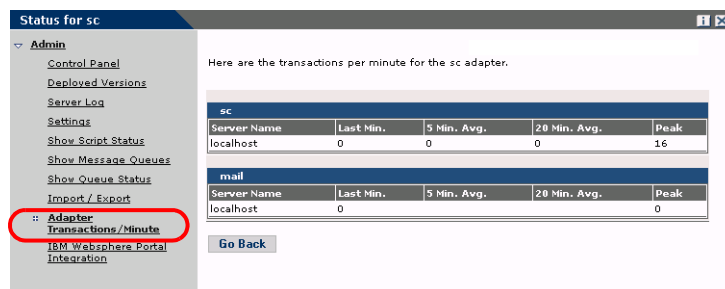 Status for sc
Admin
Control Panel
Deployed Versions
Server Log
Settings
Show Script Status
Show Message Queues
Show Queue Status
Import / Export
Adapter
Transactions/Minute
IBM Websphere Portal
Integration
Here are the transactions per minute for the sc adapter.
sc
Server Name Last Min. 5 Min. Avg. 20 Min. Avg. Peak
localhost 0 0 0 16
mail
Server Name Last Min. 5 Min. Avg. 20 Min. Avg. Peak
localhost 0 0
Go Back